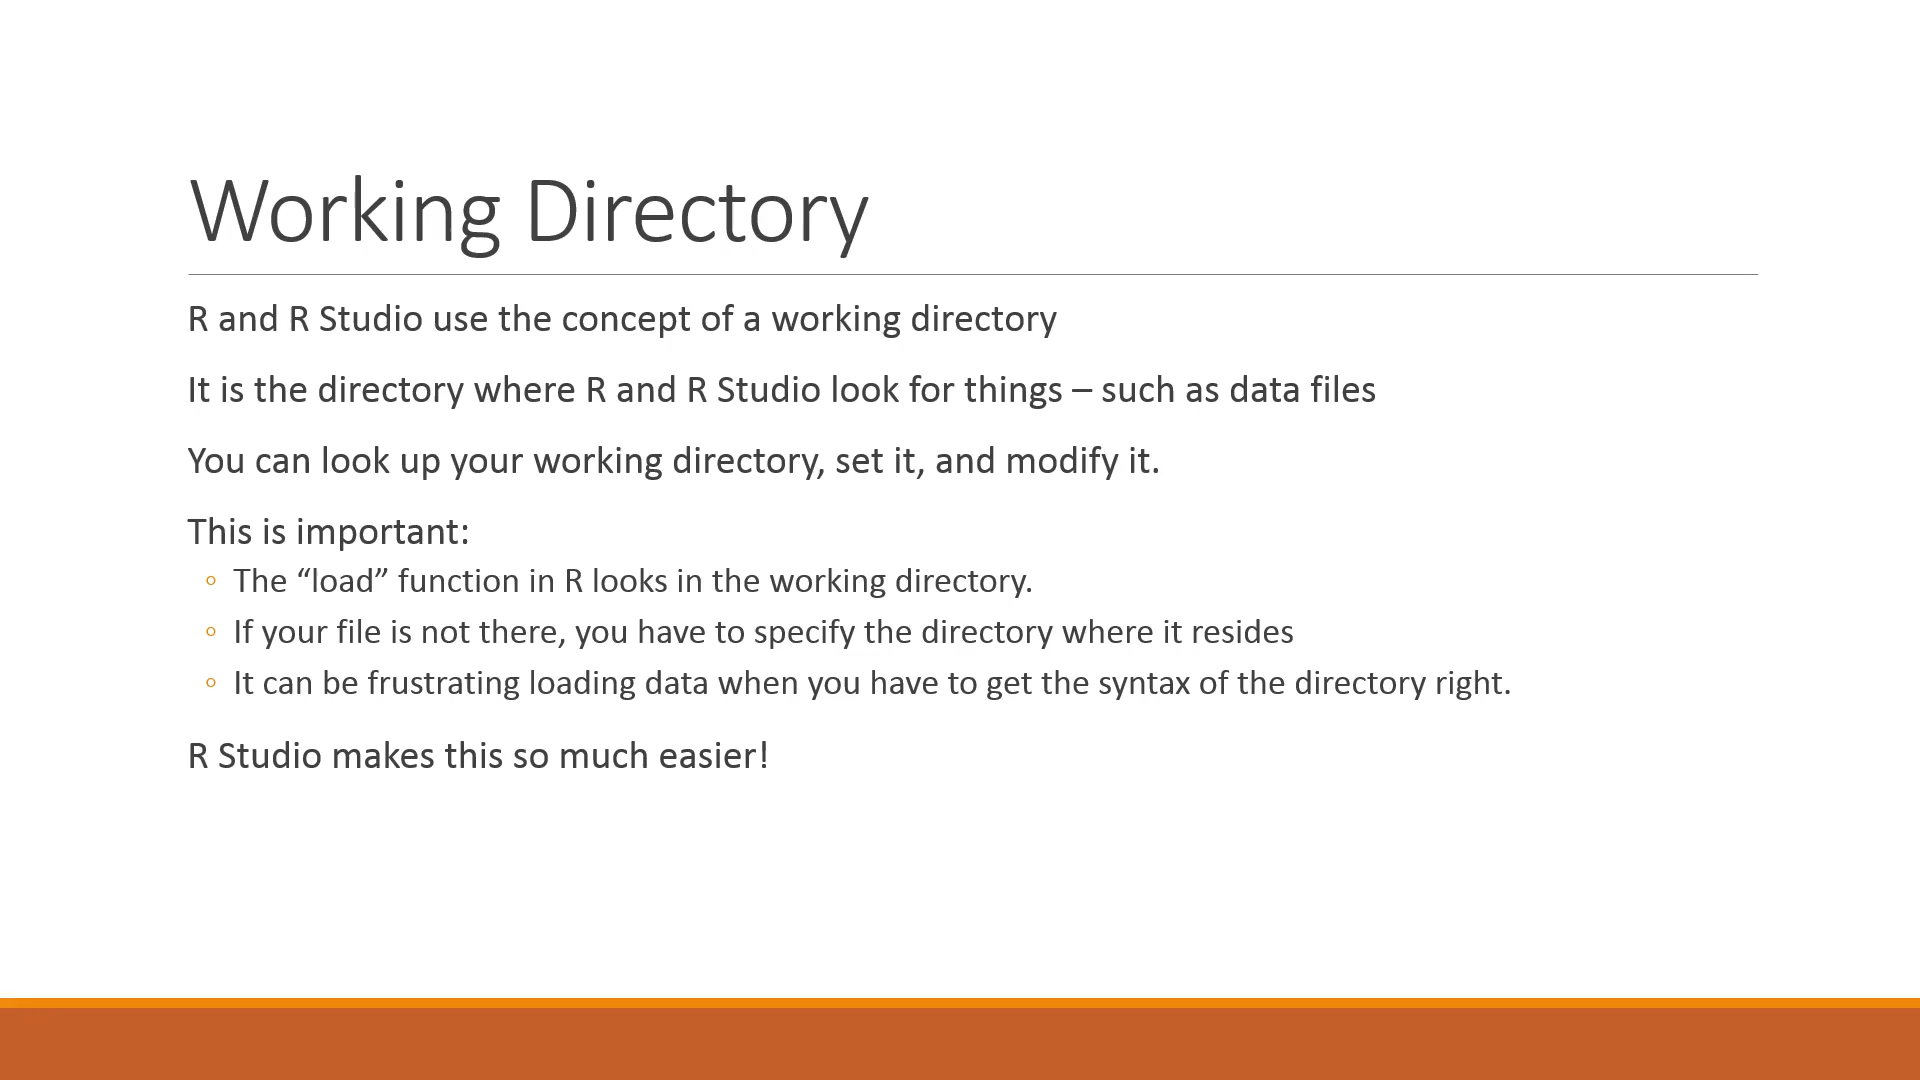 Working Directory
R and R Studio use the concept of a working directory
It is the directory where R and R Studio look for things – such as data files
You can look up your working directory, set it, and modify it.
This is important:
◦ The “load” function in R looks in the working directory.
◦ If your file is not there, you have to specify the directory where it resides
◦ It can be frustrating loading data when you have to get the syntax of the directory right.
R Studio makes this so much easier!